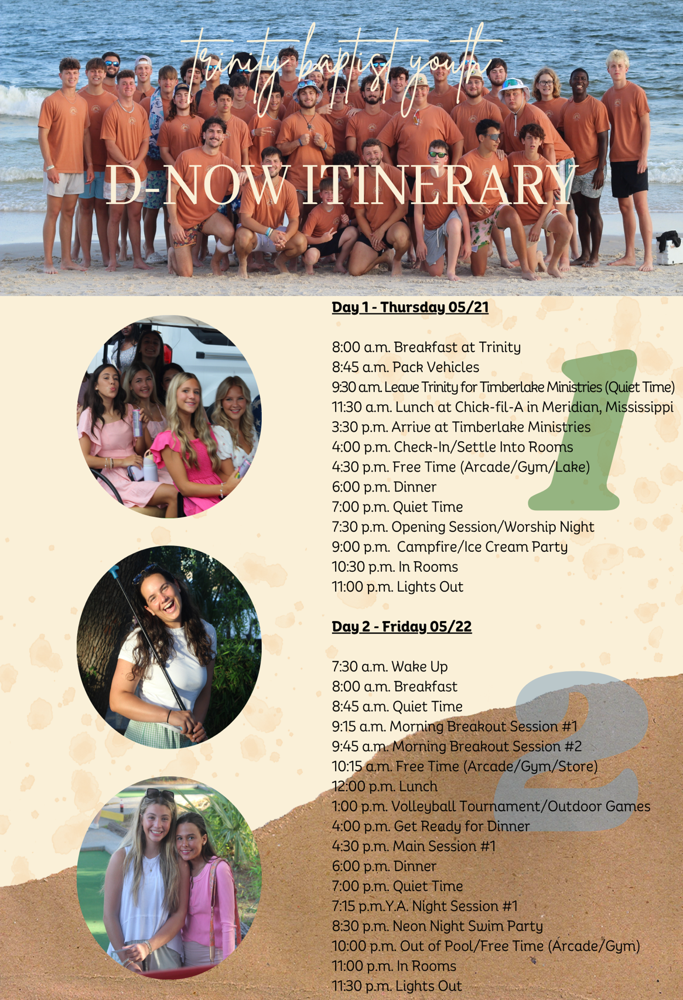 trinity baptist youth
D-NOW ITINERARY
Day 1 - Thursday 05/21
8:00 a.m. Breakfast at Trinity
8:45 a.m. Pack Vehicles
9:30 a.m. Leave Trinity for Timberlake Ministries (Quiet Time)
11:30 a.m. Lunch at Chick-fil-A in Meridian, Mississippi
3:30 p.m. Arrive at Timberlake Ministries
4:00 p.m. Check-In/Settle Into Rooms
4:30 p.m. Free Time (Arcade/Gym/Lake)
6:00 p.m. Dinner
7:00 p.m. Quiet Time
7:30 p.m. Opening Session/Worship Night
9:00 p.m.  Campfire/Ice Cream Party
10:30 p.m. In Rooms
11:00 p.m. Lights Out
1
Day 2 - Friday 05/22
7:30 a.m. Wake Up
8:00 a.m. Breakfast
8:45 a.m. Quiet Time
9:15 a.m. Morning Breakout Session #1
9:45 a.m. Morning Breakout Session #2
10:15 a.m. Free Time (Arcade/Gym/Store)
12:00 p.m. Lunch
1:00 p.m. Volleyball Tournament/Outdoor Games
4:00 p.m. Get Ready for Dinner
4:30 p.m. Main Session #1
6:00 p.m. Dinner
7:00 p.m. Quiet Time
7:15 p.m.Y.A. Night Session #1
8:30 p.m. Neon Night Swim Party
10:00 p.m. Out of Pool/Free Time (Arcade/Gym)
11:00 p.m. In Rooms
11:30 p.m. Lights Out
2